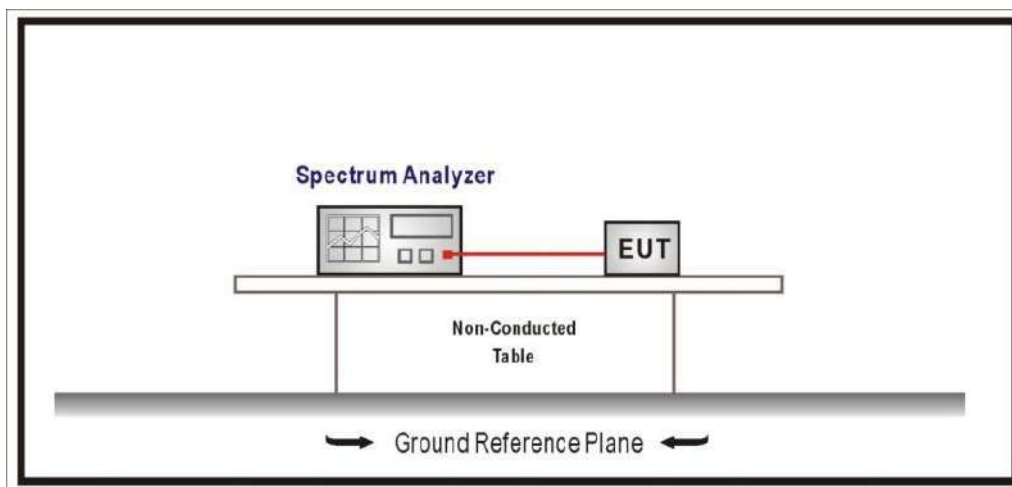 Spectrum Analyzer
EUT
Non-Conducted
Table
Ground Reference Plane